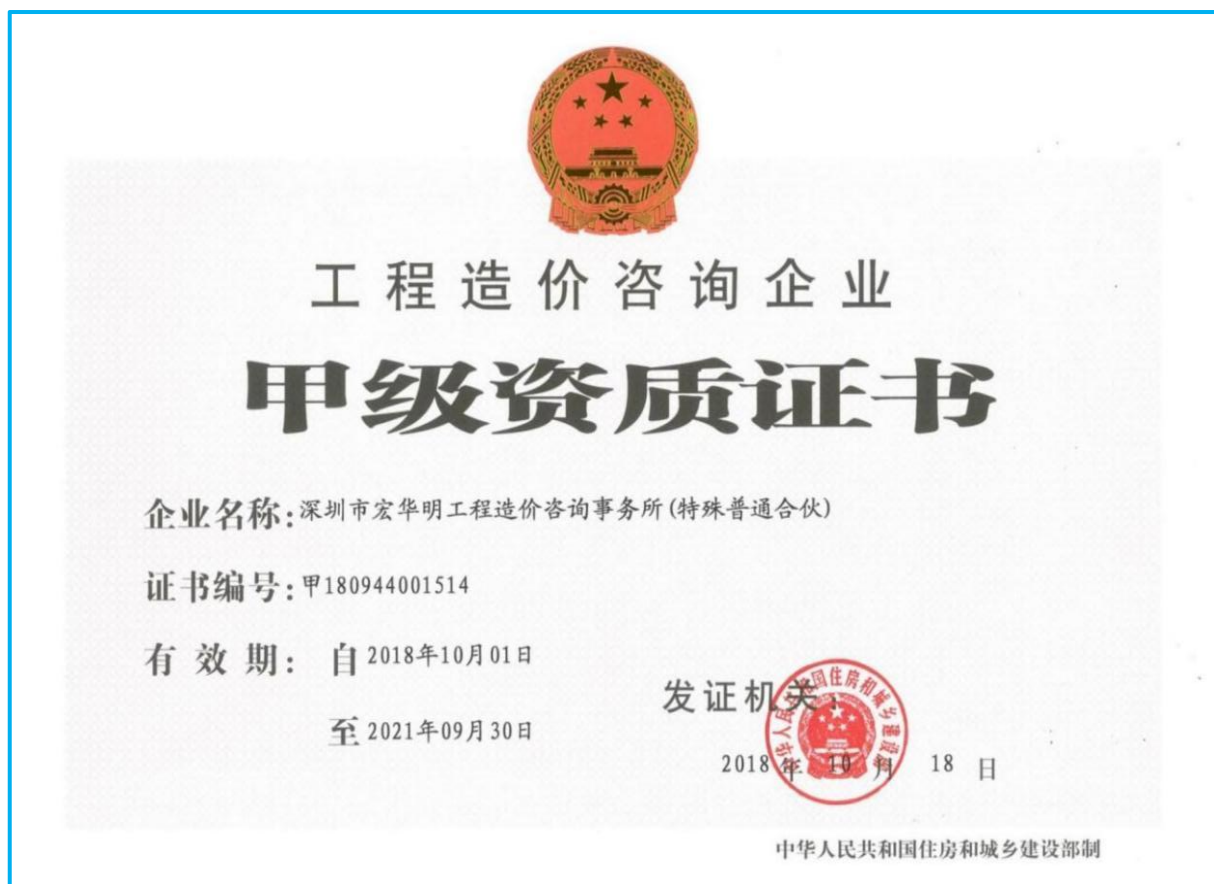 工程造价咨询企业
甲级资质证书
企业名称:深圳市宏华明工程造价咨询事务所(特殊普通合伙)
证书编号:甲180944001514
有效期: 自2018年10月01日
至2021年09月30日
发证机关:
2018年10月18日
中华人民共和国住房和城乡建设部制